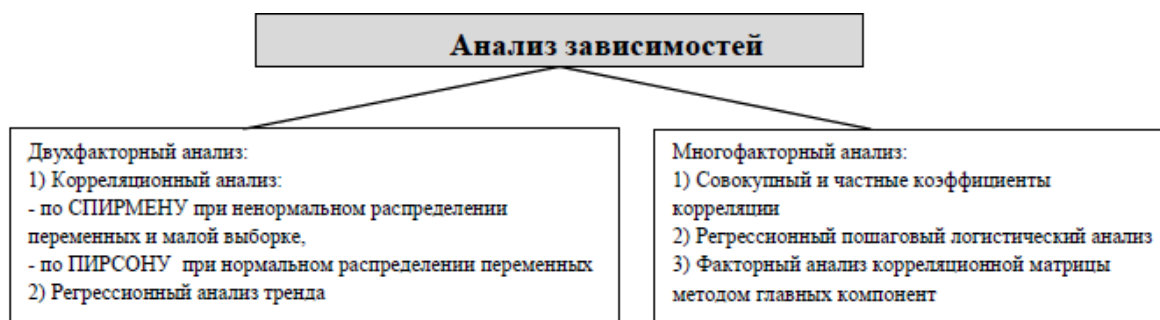 Анализ зависимостей
Двухфакторный анализ:
1) Корреляционный анализ:
- по СПИРМЕНУ при ненормальном распределении
переменных и малой выборке,
- по ПИРСОНУ при нормальном распределении переменных
2) Регрессионный анализ тренда
Многофакторный анализ:
1) Совокупный и частные коэффициенты
корреляции
2) Регрессионный пошаговый логистический анализ
3) Факторный анализ корреляционной матрицы
методом главных компонент